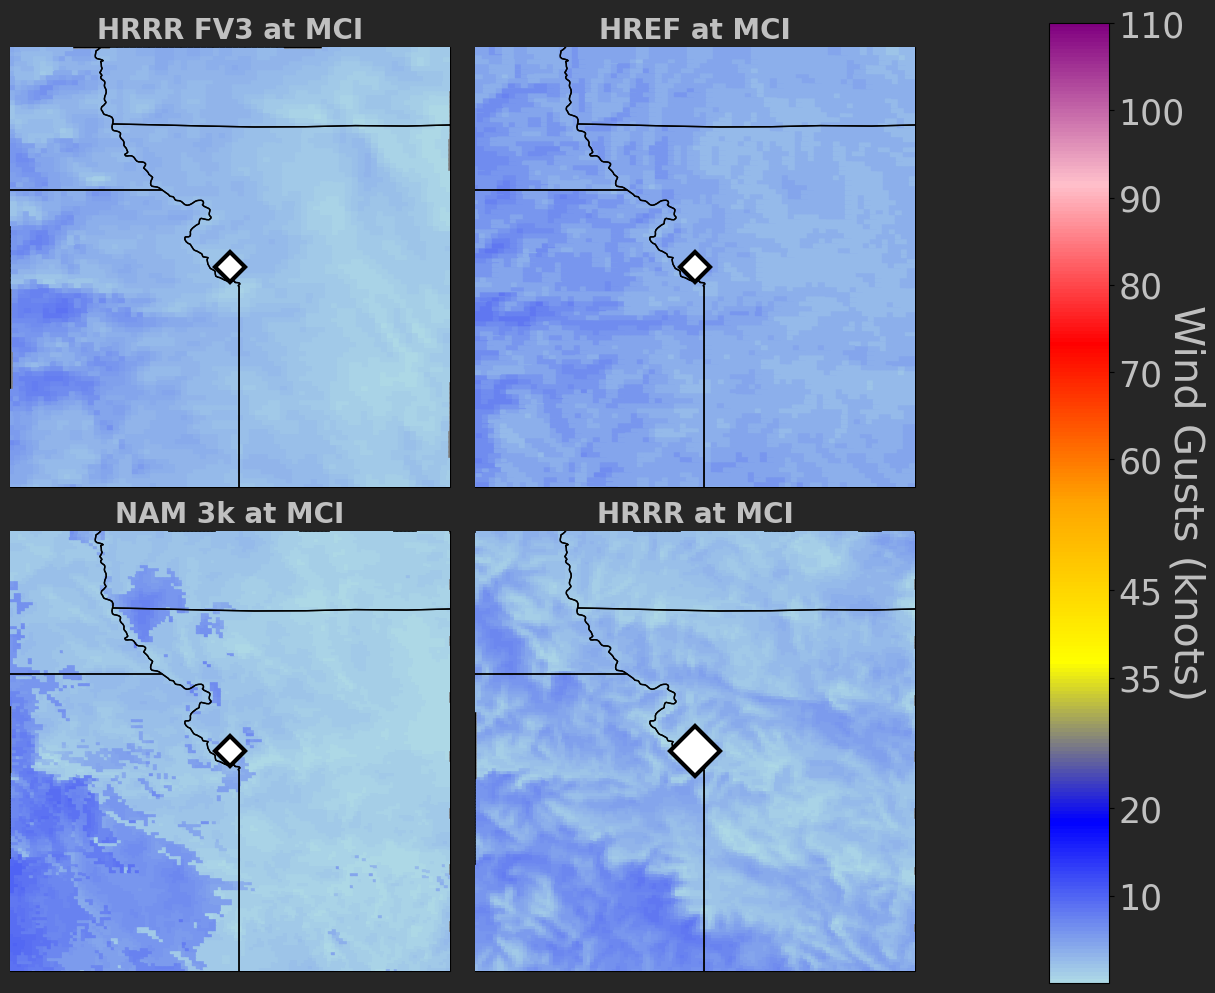 HRRR FV3 at MCI
HREF at MCI
NAM 3k at MCI
HRRR at MCI
110
100
90
80
70
60
45
35
20
10
Wind Gusts (knots)